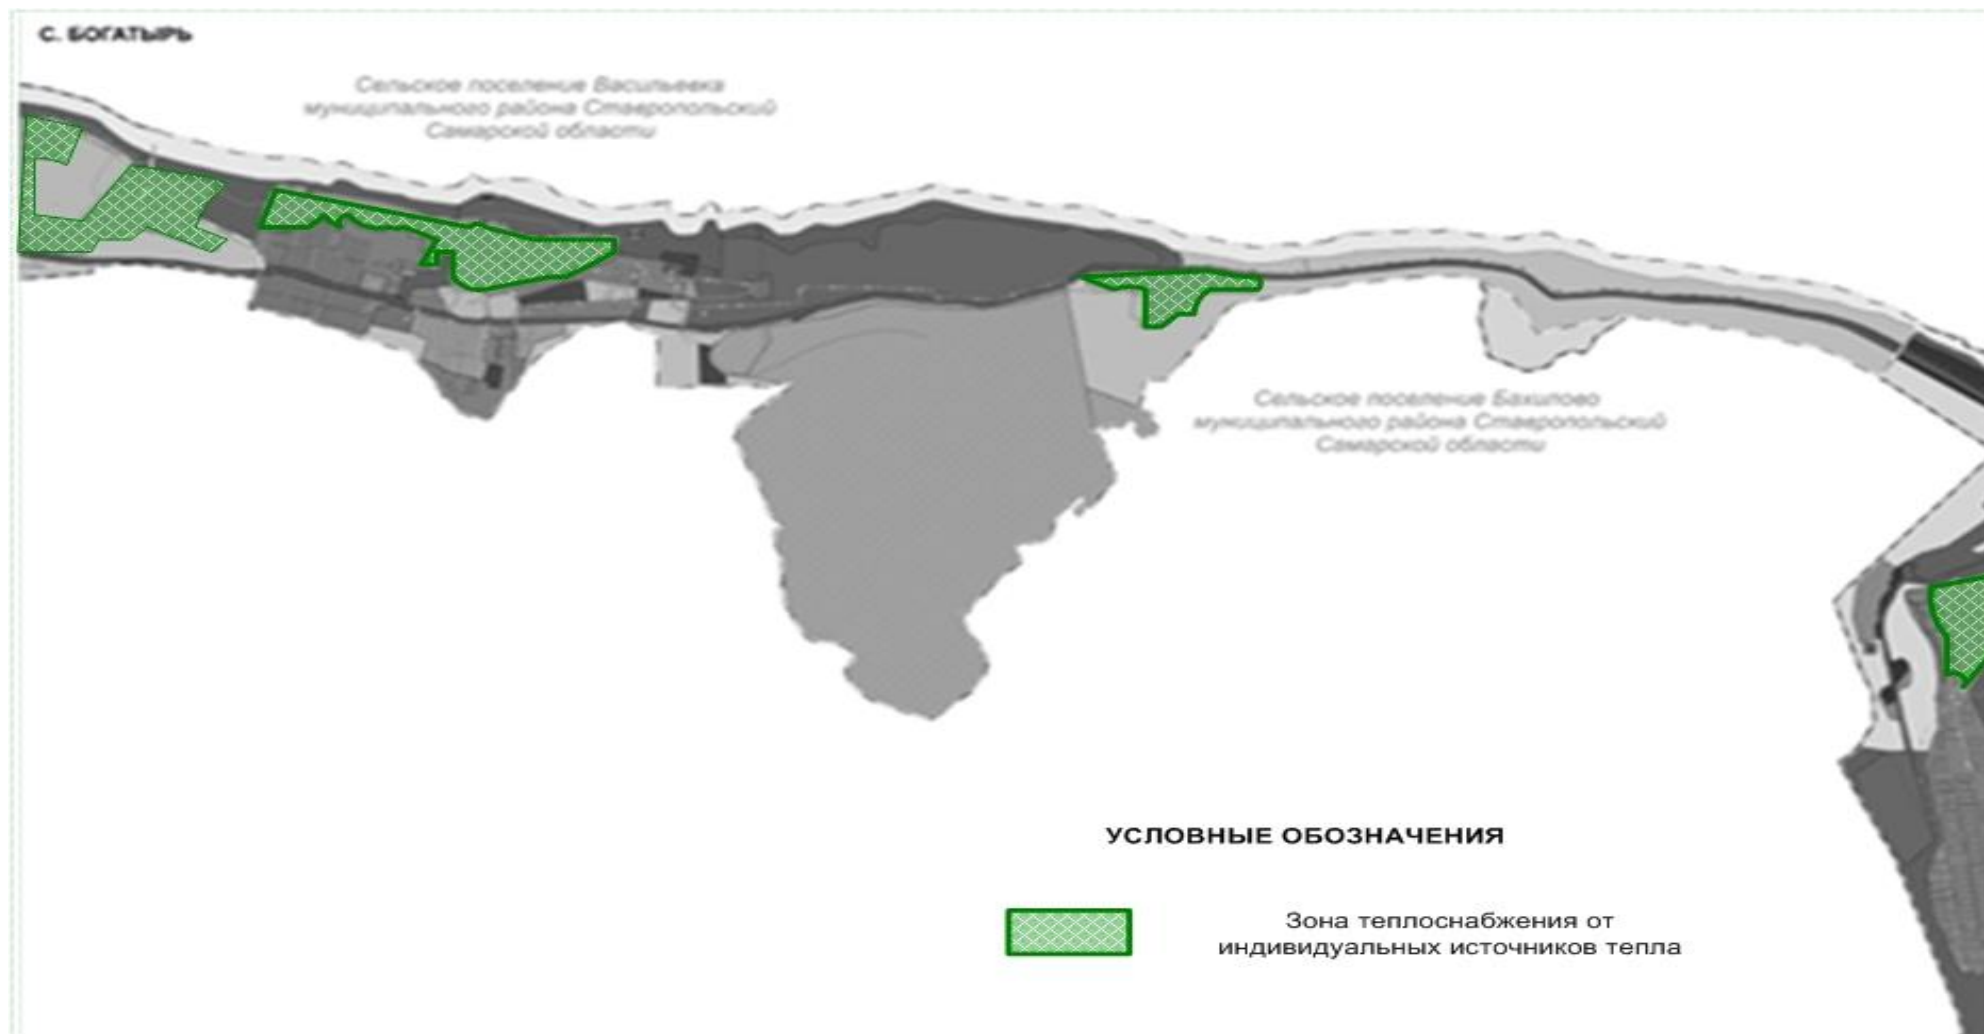 С. БОГАТЫРЬ
Сельское поселение Васильевка
муниципального района Ставропольский
Самарской области
Сельское поселение Бахилово
муниципального района Ставропольский
Самарской области
УСЛОВНЫЕ ОБОЗНАЧЕНИЯ
Зона теплоснабжения от
индивидуальных источников тепла